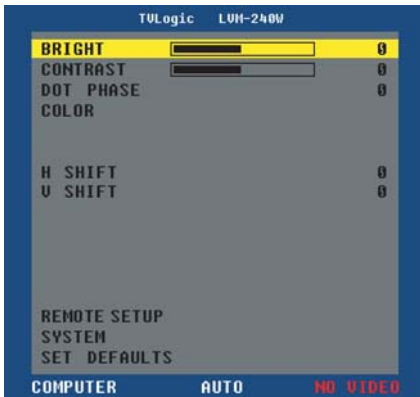 TVLogic LVM-240W
BRIGHT 0
CONTRAST 0
DOT PHASE 0
COLOR
H SHIFT 0
V SHIFT 0
REMOTE SETUP
SYSTEM
SET DEFAULTS
COMPUTER AUTO NO VIDEO